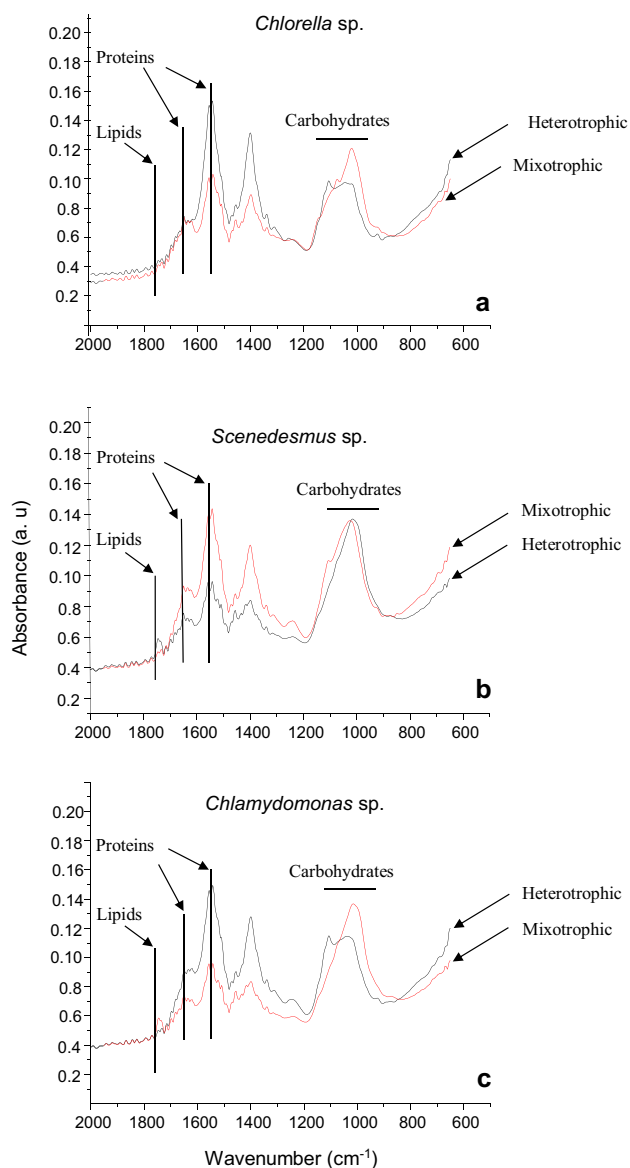 Chlorella sp.
0.20
0.18
0.16
0.14
0.12
0.10
0.8
0.6
0.4
0.2
Proteins
Lipids
Carbohydrates
Heterotrophic
Mixotrophic
a
2000 1800 1600 1400 1200 1000 800 600
Scenedesmus sp.
0.20
0.18
0.16
0.14
0.12
0.10
0.8
0.6
0.4
0.2
Proteins
Lipids
Carbohydrates
Mixotrophic
Heterotrophic
b
2000 1800 1600 1400 1200 1000 800 600
Absorbance (a. u)
Chlamydomonas sp.
0.20
0.18
0.16
0.14
0.12
0.10
0.8
0.6
0.4
0.2
Proteins
Lipids
Carbohydrates
Heterotrophic
Mixotrophic
c
2000 1800 1600 1400 1200 1000 800 600
Wavenumber (cm⁻¹)